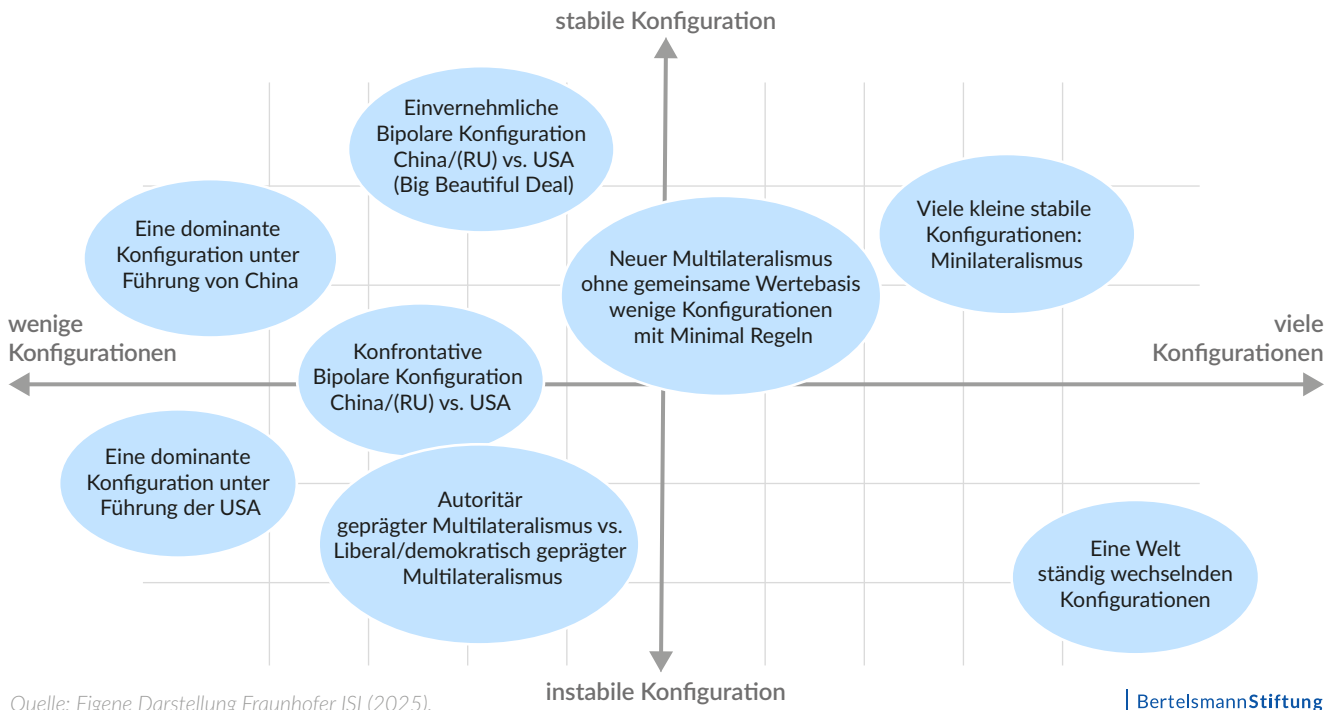 stabile Konfiguration
Einvernehmliche
Bipolare Konfiguration
China/(RU) vs. USA
(Big Beautiful Deal)
Eine dominante
Konfiguration unter
Führung von China
Viele kleine stabile
Konfigurationen:
Minilateralismus
Neuer Multilateralismus
ohne gemeinsame Wertebasis
wenige Konfigurationen
mit Minimal Regeln
wenige
Konfigurationen
viele
Konfigurationen
Konfrontative
Bipolare Konfiguration
China/(RU) vs. USA
Eine dominante
Konfiguration unter
Führung der USA
Autoritär
geprägter Multilateralismus vs.
Liberal/demokratisch geprägter
Multilateralismus
Eine Welt
ständig wechselnden
Konfigurationen
instabile Konfiguration
Quelle: Eigene Darstellung Fraunhofer ISI (2025).
BertelsmannStiftung